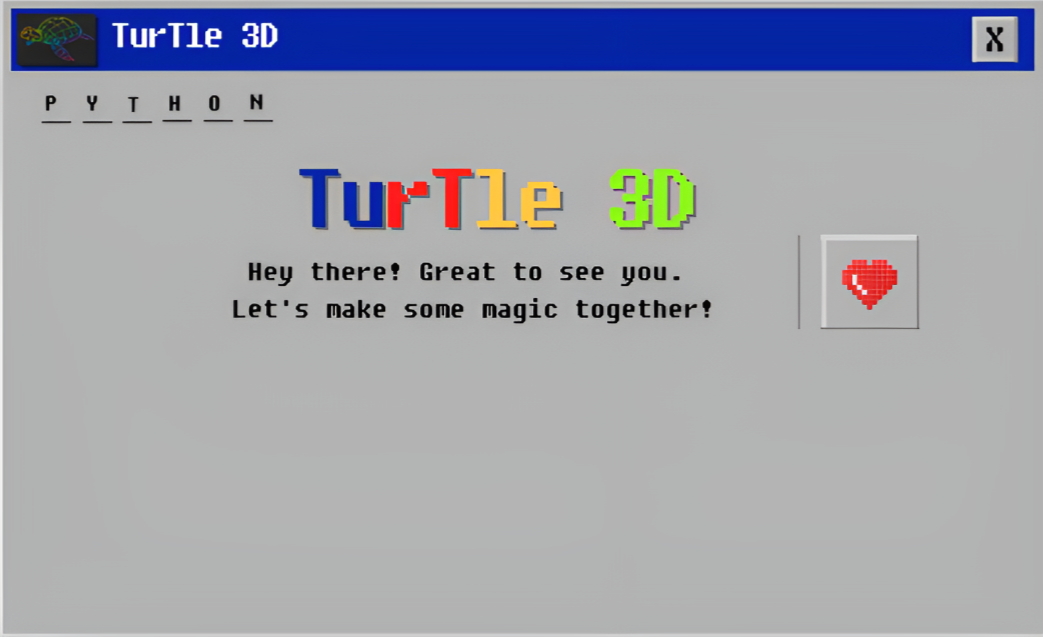 TurTle 3D
X
P Y T H O N
TurTle 3D
Hey there! Great to see you.
Let's make some magic together!